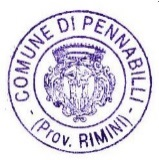 COMUNE DI PENNABILLI
- (Prov. RIMINI) -